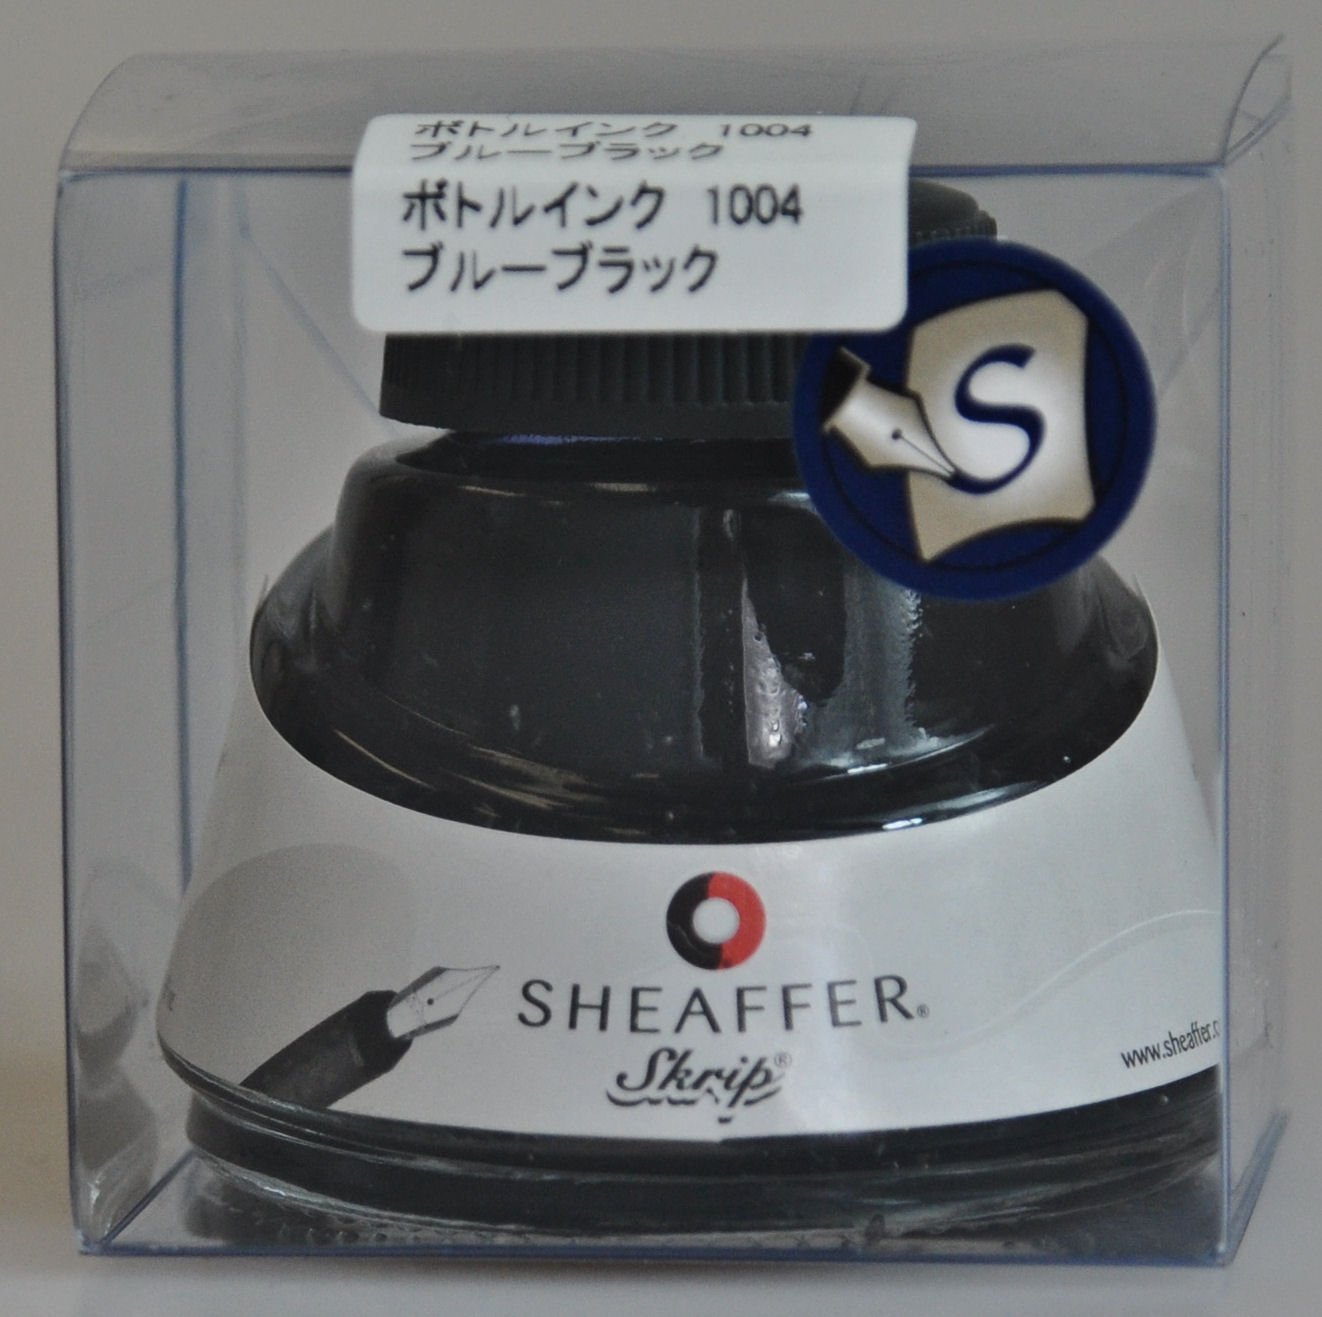 ボトルインク 1004
ブルーブラック
ボトルインク 1004
ブルーブラック
S
SHEAFFER®
Skrip®
www.sheaffer.c